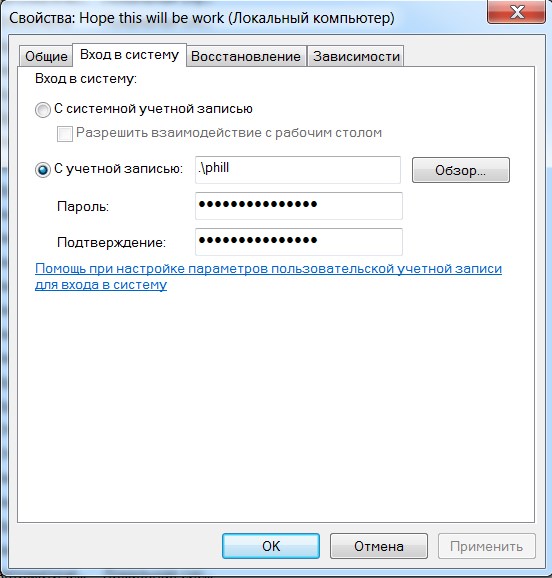 Свойства: Hope this will be work (Локальный компьютер)
Общие Вход в систему Восстановление Зависимости
Вход в систему:
С системной учетной записью
Разрешить взаимодействие с рабочим столом
С учетной записью: .\phill Обзор...
Пароль: ●●●●●●●●●●●●●●●
Подтверждение: ●●●●●●●●●●●●●●●
Помощь при настройке параметров пользовательской учетной записи
для входа в систему
OK Отмена Применить